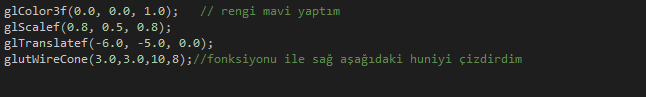 glColor3f(0.0, 0.0, 1.0);   // rengi mavi yaptım
glScalef(0.8, 0.5, 0.8);
glTranslatef(-6.0, -5.0, 0.0);
glutWireCone(3.0,3.0,10,8);//fonksiyonu ile sağ aşağıdaki huniyi çizdirdim